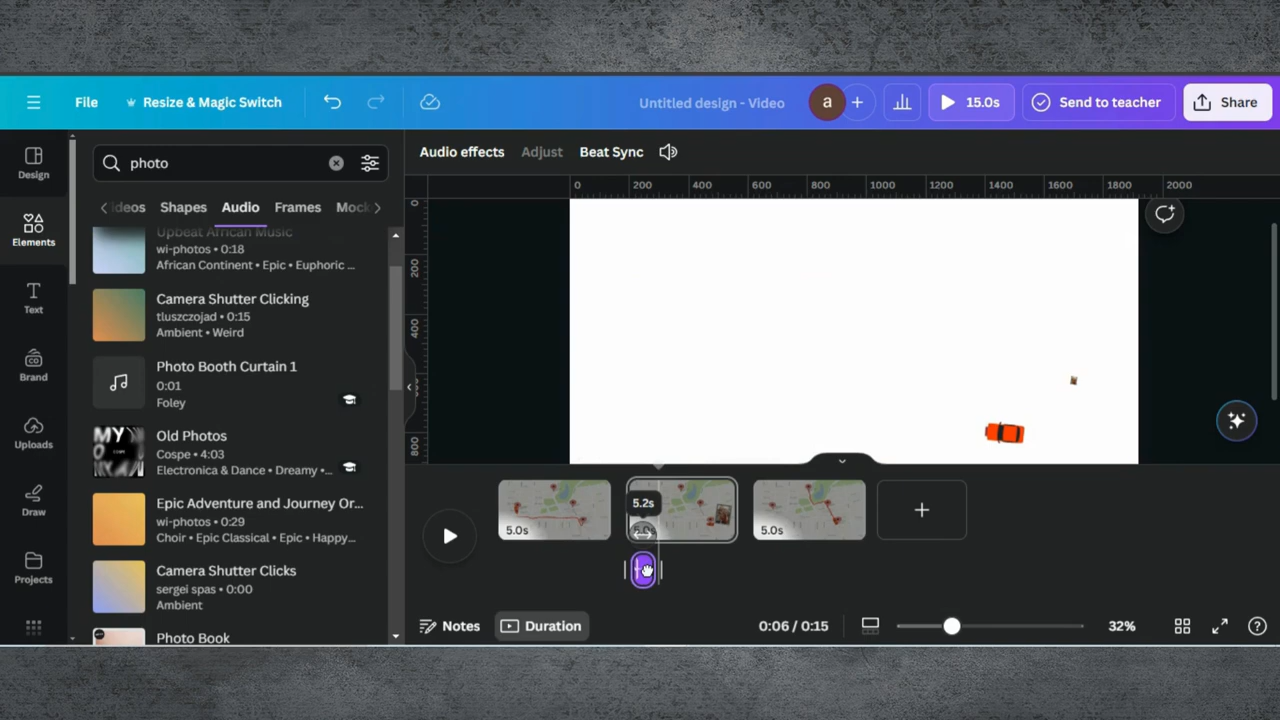 File
Resize & Magic Switch
Untitled design - Video
a
15.0s
Send to teacher
Share
Design
Elements
Text
Brand
Uploads
Draw
Projects
photo
Shapes
Audio
Frames
Mock
Upbeat African Music
wi-photos • 0:18
African Continent • Epic • Euphoric ...
Camera Shutter Clicking
tluszczojad • 0:15
Ambient • Weird
Photo Booth Curtain 1
0:01
Foley
MY
Old Photos
Cospe • 4:03
Electronica & Dance • Dreamy •...
Epic Adventure and Journey Or...
wi-photos • 0:29
Choir • Epic Classical • Epic • Happy...
Camera Shutter Clicks
sergei spas • 0:00
Ambient
Photo Book
Audio effects
Adjust
Beat Sync
0 200 400 600 800 1000 1200 1400 1600 1800 2000
0
200
400
800
5.0s
5.2s
5.0s
Notes
Duration
0:06 / 0:15
32%